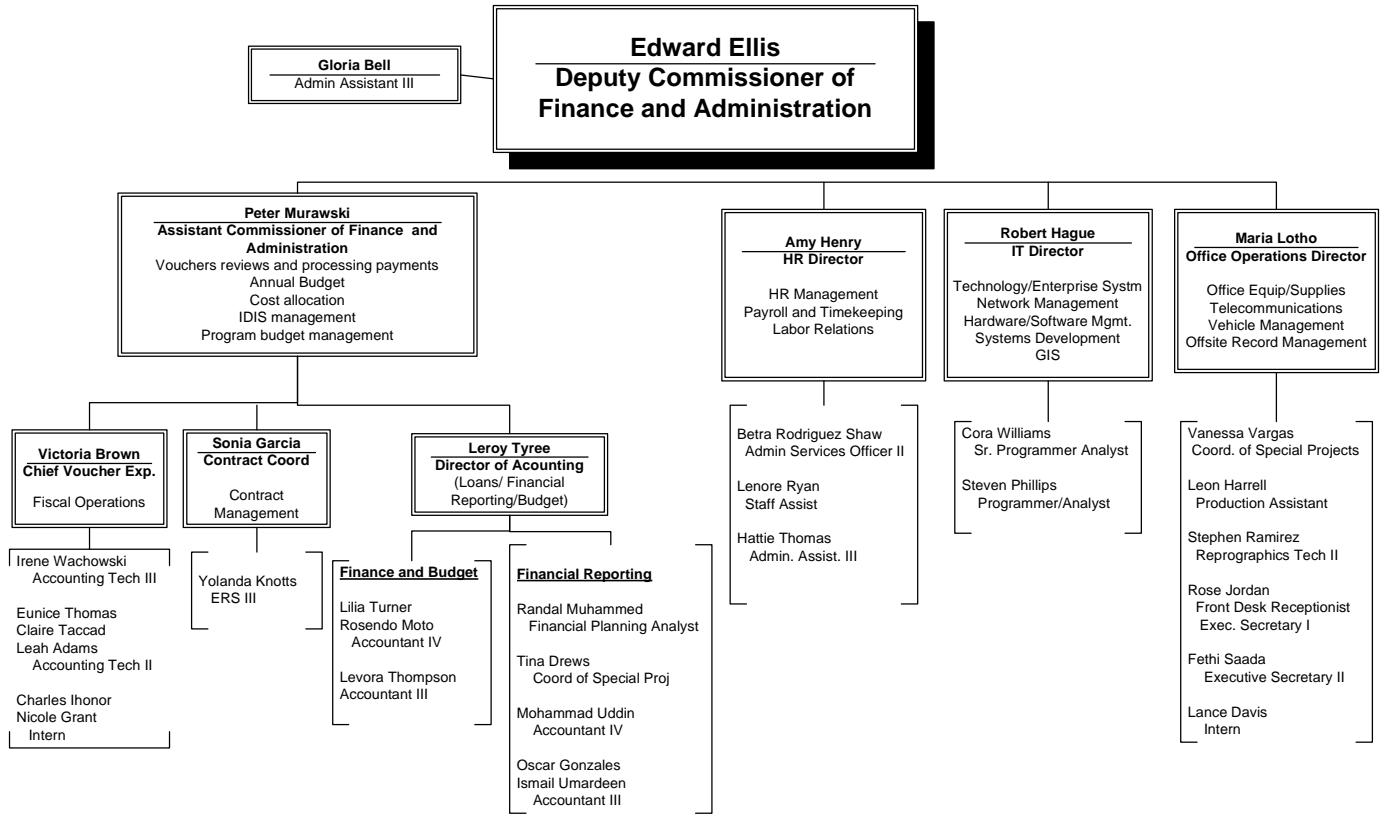 Edward Ellis
Deputy Commissioner of
Finance and Administration
Gloria Bell
Admin Assistant III
Peter Murawski
Assistant Commissioner of Finance and
Administration
Vouchers reviews and processing payments
Annual Budget
Cost allocation
IDIS management
Program budget management
Amy Henry
HR Director
HR Management
Payroll and Timekeeping
Labor Relations
Robert Hague
IT Director
Technology/Enterprise Systm
Network Management
Hardware/Software Mgmt.
Systems Development
GIS
Maria Lotho
Office Operations Director
Office Equip/Supplies
Telecommunications
Vehicle Management
Offsite Record Management
Victoria Brown
Chief Voucher Exp.
Fiscal Operations
Sonia Garcia
Contract Coord
Contract
Management
Leroy Tyree
Director of Acounting
(Loans/ Financial
Reporting/Budget)
Irene Wachowski
Accounting Tech III
Eunice Thomas
Claire Taccad
Leah Adams
Accounting Tech II
Charles Ihonor
Nicole Grant
Intern
Yolanda Knotts
ERS III
Finance and Budget
Lilia Turner
Rosendo Moto
Accountant IV
Levora Thompson
Accountant III
Financial Reporting
Randal Muhammed
Financial Planning Analyst
Tina Drews
Coord of Special Proj
Mohammad Uddin
Accountant IV
Oscar Gonzales
Ismail Umardeen
Accountant III
Betra Rodriguez Shaw
Admin Services Officer II
Lenore Ryan
Staff Assist
Hattie Thomas
Admin. Assist. III
Cora Williams
Sr. Programmer Analyst
Steven Phillips
Programmer/Analyst
Vanessa Vargas
Coord. of Special Projects
Leon Harrell
Production Assistant
Stephen Ramirez
Reprographics Tech II
Rose Jordan
Front Desk Receptionist
Exec. Secretary I
Fethi Saada
Executive Secretary II
Lance Davis
Intern